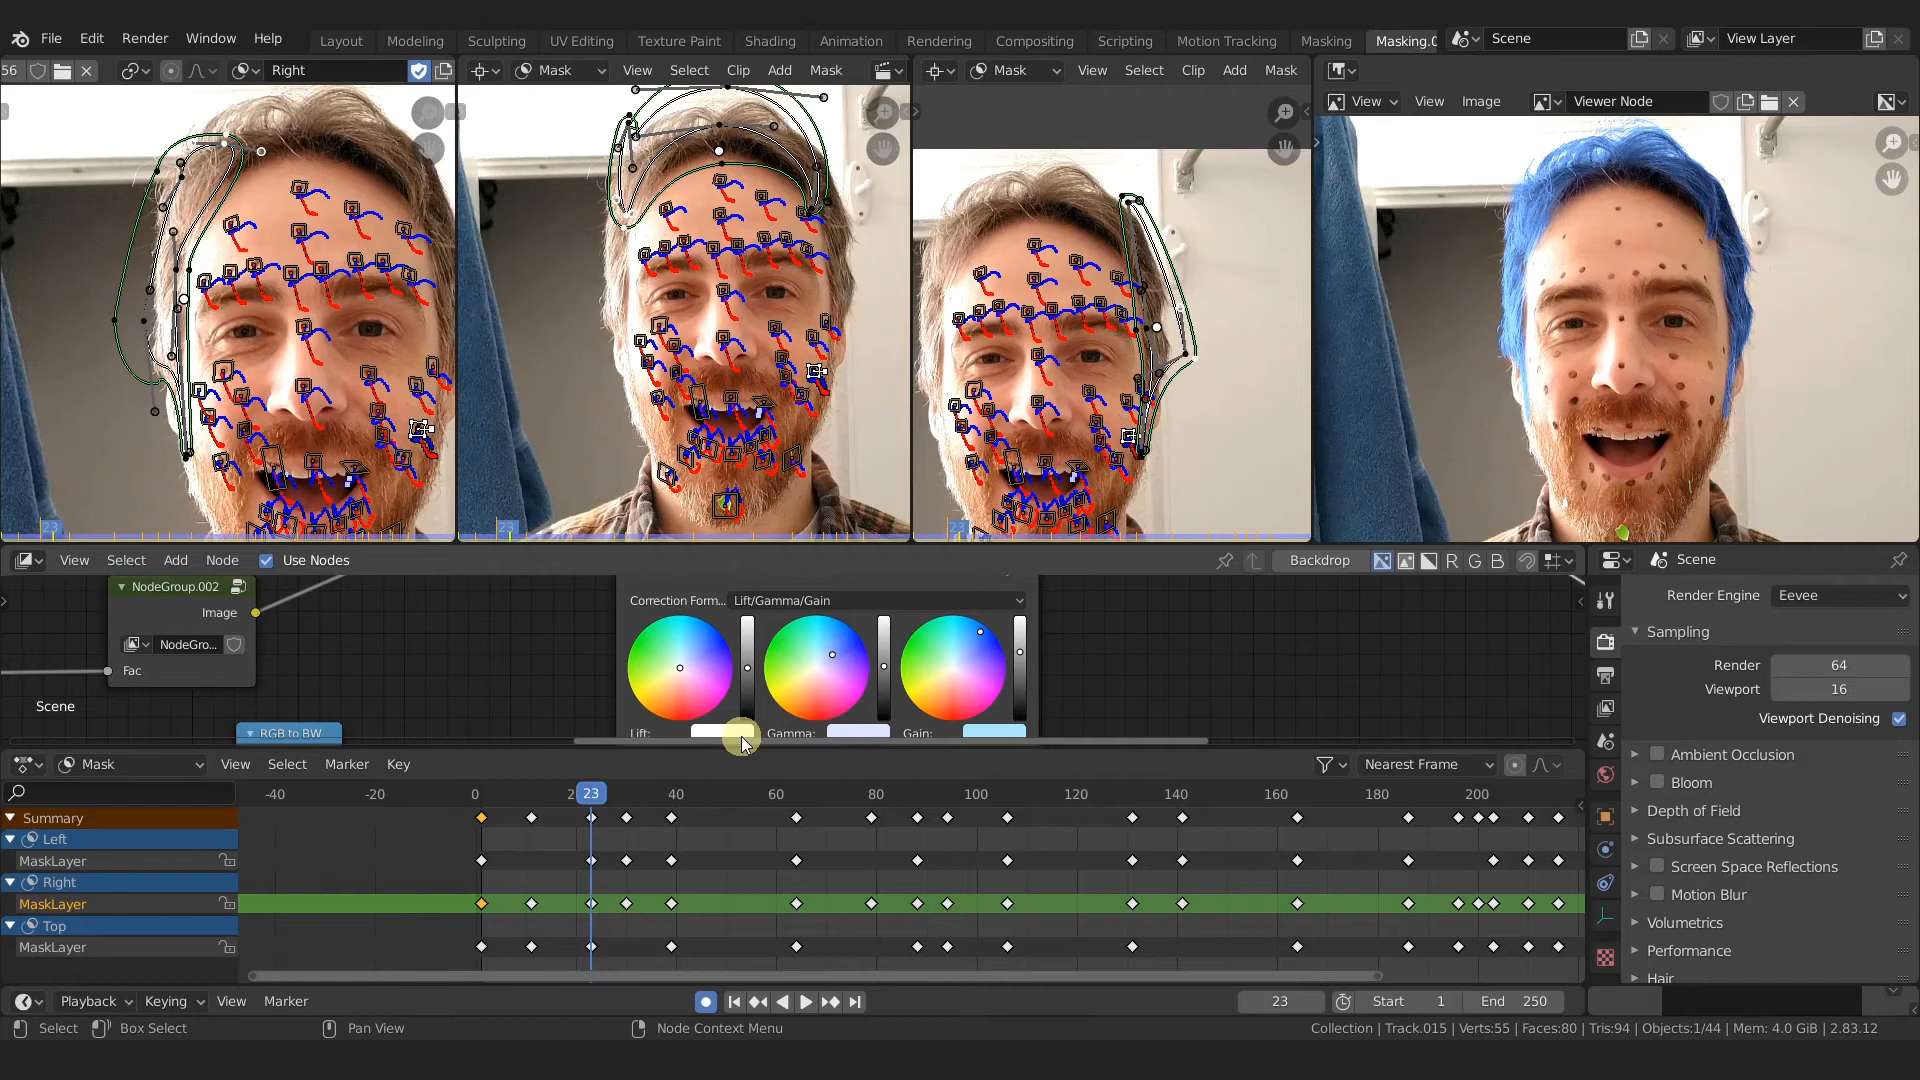 File Edit Render Window Help Layout Modeling Sculpting UV Editing Texture Paint Shading Animation Rendering Compositing Scripting Motion Tracking Masking Masking.0 Scene View Layer
56 Right Mask View Select Clip Add Mask Mask View Select Clip Add Mask
View View Image Viewer Node
23 23 23
View Select Add Node Use Nodes Backdrop R G B Scene
NodeGroup.002
Image
NodeGro...
Fac
Scene
RGB to BW
Correction Form... Lift/Gamma/Gain
Lift: Gamma: Gain:
Render Engine Eevee
Sampling
Render 64
Viewport 16
Viewport Denoising
Ambient Occlusion
Bloom
Depth of Field
Subsurface Scattering
Screen Space Reflections
Motion Blur
Volumetrics
Performance
Hair
Mask View Select Marker Key Nearest Frame
-40 -20 0 2 23 40 60 80 100 120 140 160 180 200
Summary
Left
MaskLayer
Right
MaskLayer
Top
MaskLayer
Playback Keying View Marker 23 Start 1 End 250
Select Box Select Pan View Node Context Menu Collection | Track.015 | Verts:55 | Faces:80 | Tris:94 | Objects:1/44 | Mem: 4.0 GiB | 2.83.12